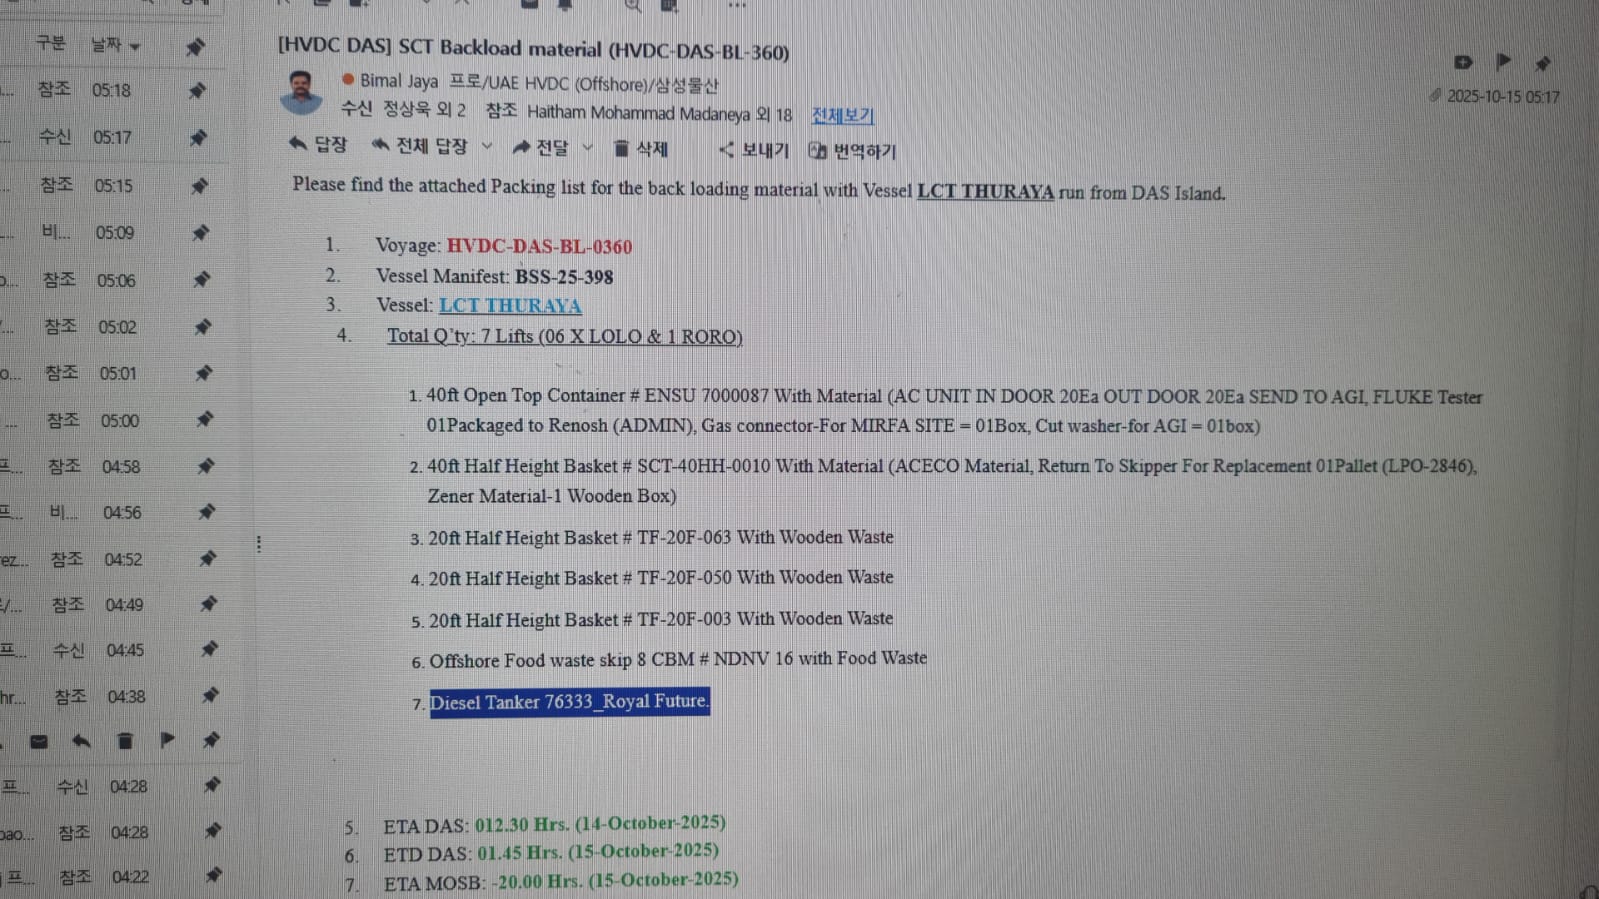 구분 날짜
참조 05:18
수신 05:17
참조 05:15
비... 05:09
참조 05:06
참조 05:02
참조 05:01
참조 05:00
참조 04:58
비... 04:56
참조 04:52
참조 04:49
수신 04:45
참조 04:38
수신 04:28
참조 04:28
참조 04:22
[HVDC DAS] SCT Backload material (HVDC-DAS-BL-360)
Bimal Jaya 프로/UAE HVDC (Offshore)/삼성물산
2025-10-15 05:17
수신 정상욱 외 2 참조 Haitham Mohammad Madaneya 외 18 전체보기
답장 전체 답장 전달 삭제 보내기 번역하기
Please find the attached Packing list for the back loading material with Vessel LCT THURAYA run from DAS Island.
1. Voyage: HVDC-DAS-BL-0360
2. Vessel Manifest: BSS-25-398
3. Vessel: LCT THURAYA
4. Total Q'ty: 7 Lifts (06 X LOLO & 1 RORO)
1. 40ft Open Top Container # ENSU 7000087 With Material (AC UNIT IN DOOR 20Ea OUT DOOR 20Ea SEND TO AGI, FLUKE Tester
01Packaged to Renosh (ADMIN), Gas connector-For MIRFA SITE = 01Box, Cut washer-for AGI = 01box)
2. 40ft Half Height Basket # SCT-40HH-0010 With Material (ACECO Material, Return To Skipper For Replacement 01Pallet (LPO-2846),
Zener Material-1 Wooden Box)
3. 20ft Half Height Basket # TF-20F-063 With Wooden Waste
4. 20ft Half Height Basket # TF-20F-050 With Wooden Waste
5. 20ft Half Height Basket # TF-20F-003 With Wooden Waste
6. Offshore Food waste skip 8 CBM # NDNV 16 with Food Waste
7. Diesel Tanker 76333_Royal Future.
5. ETA DAS: 012.30 Hrs. (14-October-2025)
6. ETD DAS: 01.45 Hrs. (15-October-2025)
7. ETA MOSB: -20.00 Hrs. (15-October-2025)